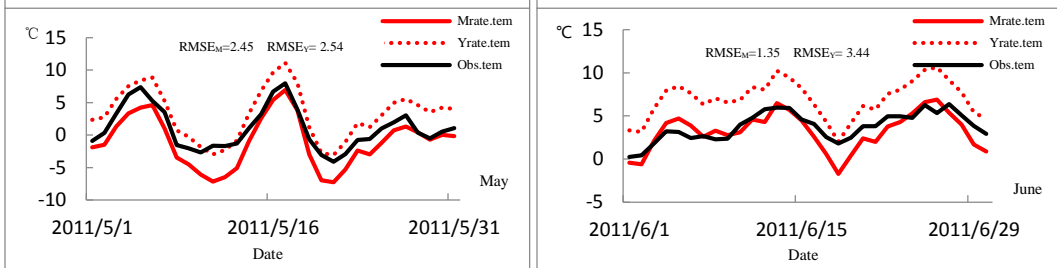 ℃
15
10
5
0
-5
-10
RMSEM=2.45 RMSEY= 2.54
Mrate.tem
Yrate.tem
Obs.tem
May
2011/5/1 2011/5/16 2011/5/31
Date
℃
15
10
5
0
-5
RMSEM=1.35 RMSEY=3.44
Mrate.tem
Yrate.tem
Obs.tem
June
2011/6/1 2011/6/15 2011/6/29
Date